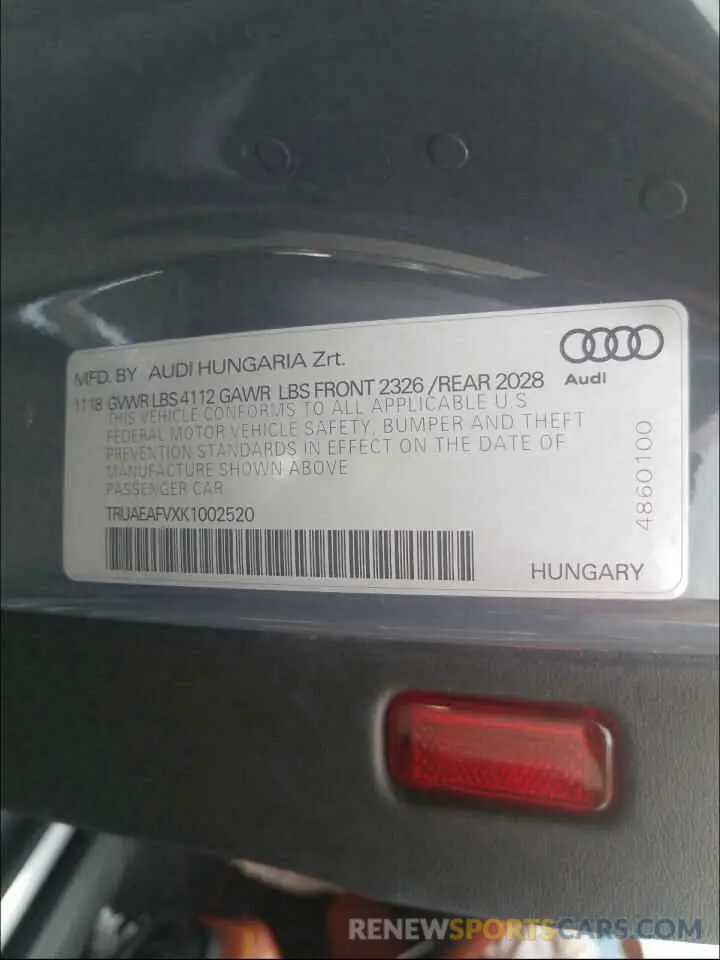 MFD. BY AUDI HUNGARIA Zrt.
1118 GVWR LBS 4112 GAWR LBS FRONT 2326 /REAR 2028
THIS VEHICLE CONFORMS TO ALL APPLICABLE U.S
FEDERAL MOTOR VEHICLE SAFETY, BUMPER AND THEFT
PREVENTION STANDARDS IN EFFECT ON THE DATE OF
MANUFACTURE SHOWN ABOVE
PASSENGER CAR
TRUAEAFVXK1002520
HUNGARY
Audi
4860100
RENEWSPORTSCARS.COM